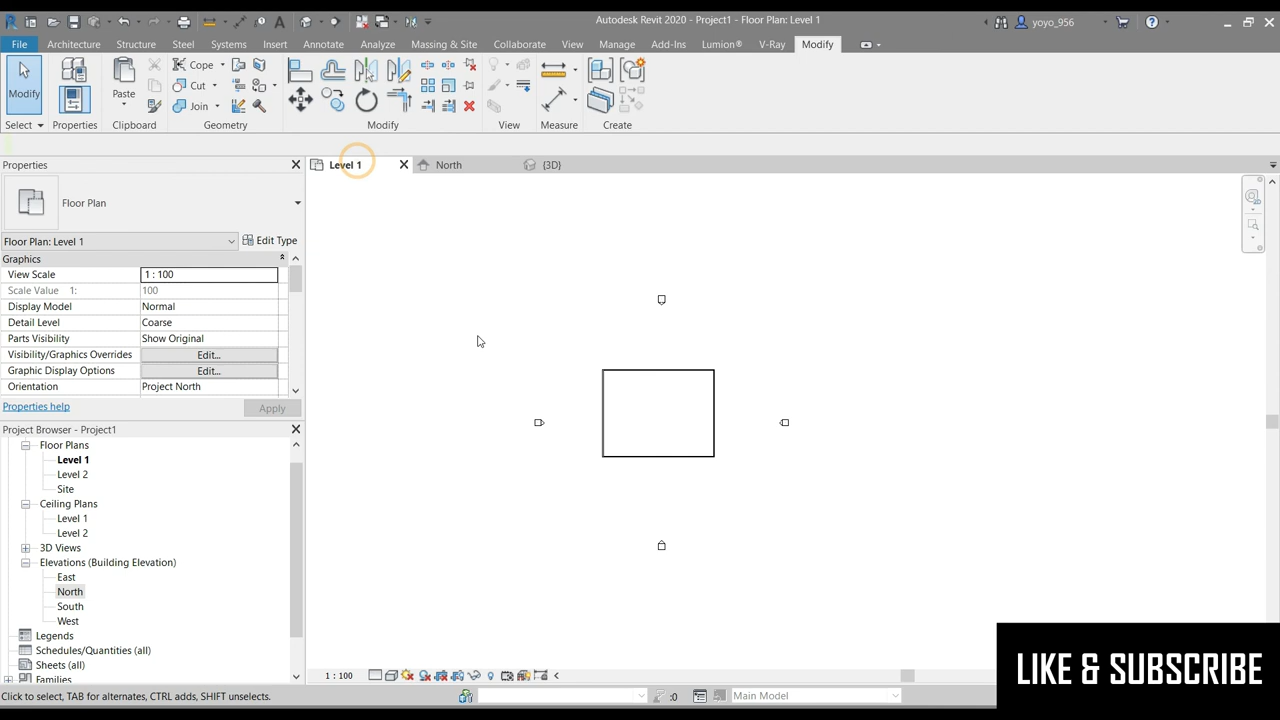 Autodesk Revit 2020 - Project1 - Floor Plan: Level 1
yoyo_956
File Architecture Structure Steel Systems Insert Annotate Analyze Massing & Site Collaborate View Manage Add-Ins Lumion® V-Ray Modify
Modify
Paste
Cope
Cut
Join
Select Properties Clipboard Geometry Modify View Measure Create
Properties
Level 1
North
{3D}
Floor Plan
Floor Plan: Level 1
Edit Type
Graphics
View Scale 1 : 100
Scale Value 1: 100
Display Model Normal
Detail Level Coarse
Parts Visibility Show Original
Visibility/Graphics Overrides Edit...
Graphic Display Options Edit...
Orientation Project North
Properties help
Apply
Project Browser - Project1
Floor Plans
Level 1
Level 2
Site
Ceiling Plans
Level 1
Level 2
3D Views
Elevations (Building Elevation)
East
North
South
West
Legends
Schedules/Quantities (all)
Sheets (all)
Families
1 : 100
Click to select, TAB for alternates, CTRL adds, SHIFT unselects.
:0
Main Model
LIKE & SUBSCRIBE